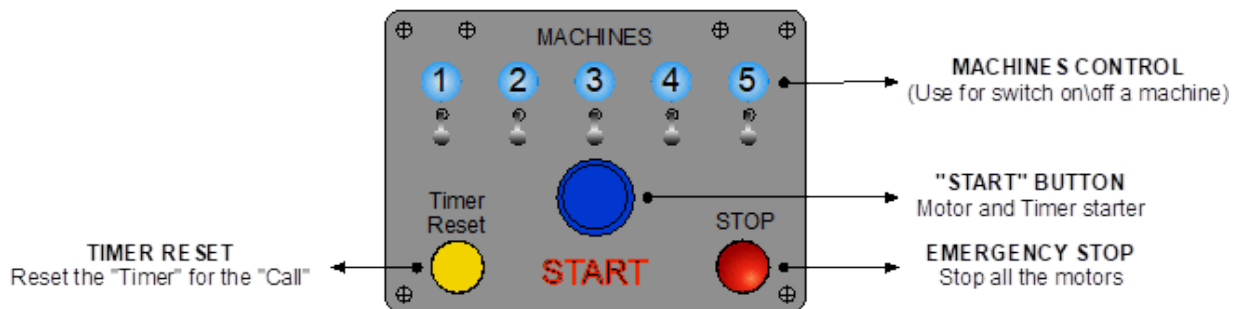 MACHINES
1 2 3 4 5
MACHINES CONTROL
(Use for switch on\off a machine)
"START" BUTTON
Motor and Timer starter
Timer
Reset
STOP
TIMER RESET
Reset the "Timer" for the "Call"
START
EMERGENCY STOP
Stop all the motors